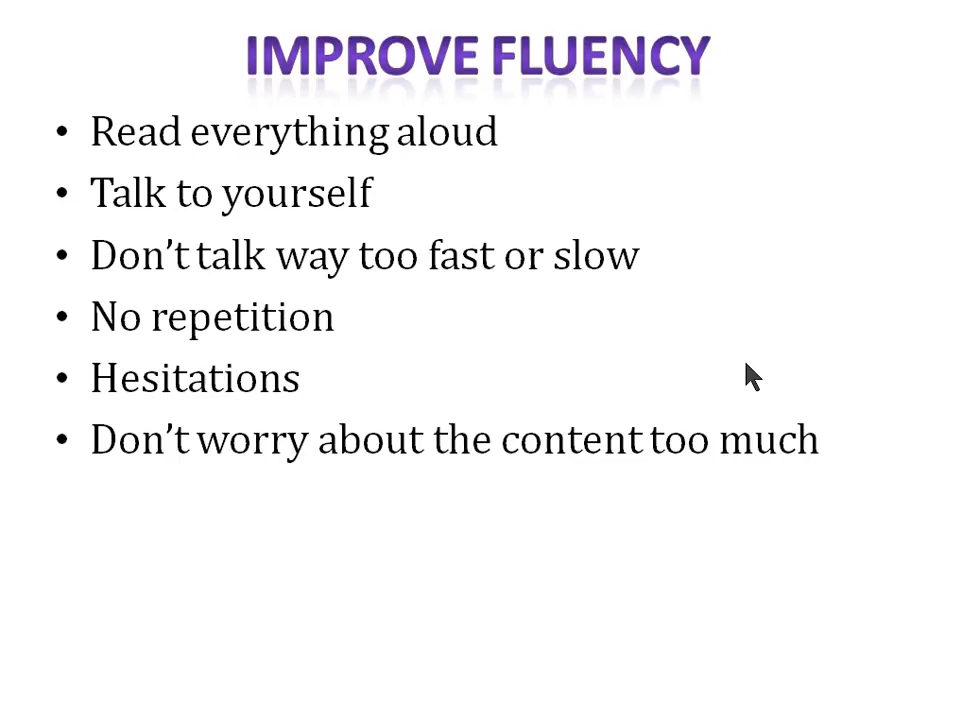 IMPROVE FLUENCY
• Read everything aloud
• Talk to yourself
• Don’t talk way too fast or slow
• No repetition
• Hesitations
• Don’t worry about the content too much